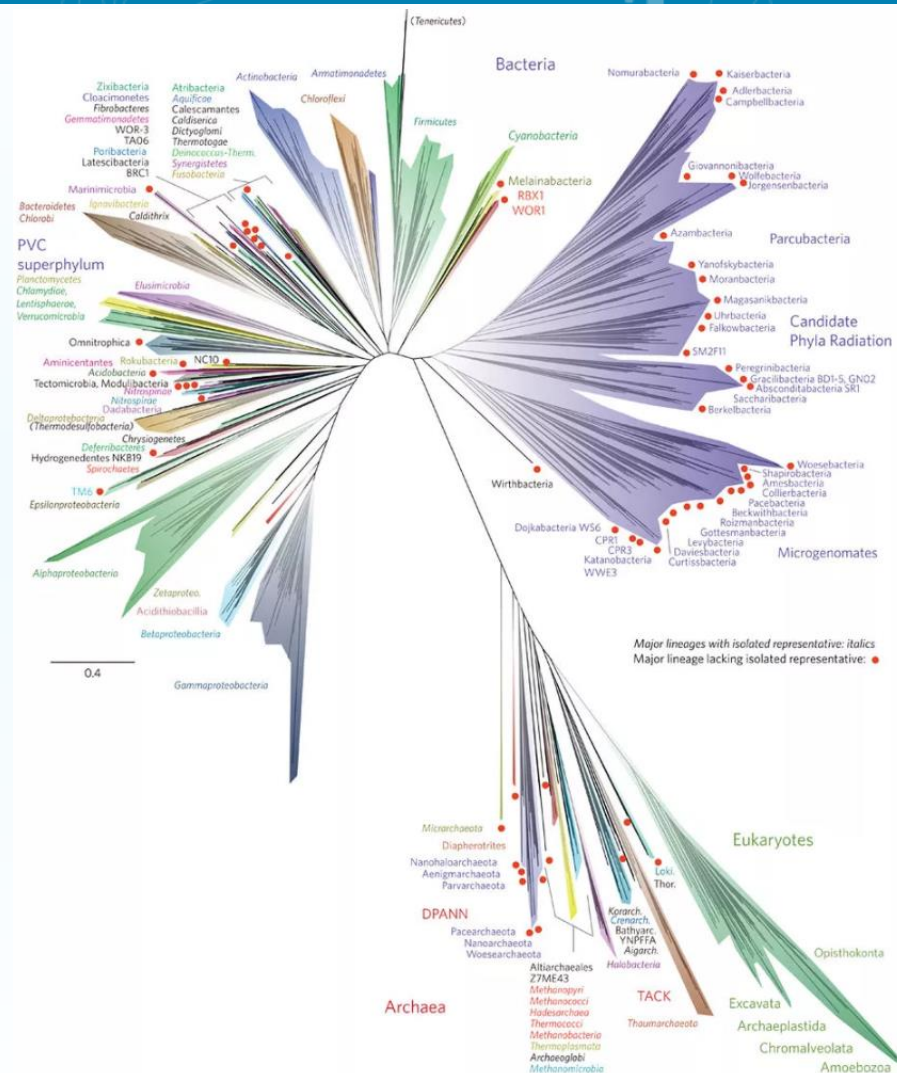 (Tenericutes)
Bacteria
Actinobacteria
Armatimonadetes
Zixibacteria
Cloacimonetes
Fibrobacteres
Gemmatimonadetes
WOR-3
TA06
Poribacteria
Latescibacteria
BRC1
Atribacteria
Aquificae
Calescamantes
Caldiserica
Dictyoglomi
Thermotogae
Deinococcus-Therm.
Synergistetes
Fusobacteria
Chloroflexi
Firmicutes
Cyanobacteria
Melainabacteria
RBX1
WOR1
Nomurabacteria
Kaiserbacteria
Adlerbacteria
Campbellbacteria
Giovannonibacteria
Wolfebacteria
Jorgensenbacteria
Azambacteria
Parcubacteria
Yanofskybacteria
Moranbacteria
Magasanikbacteria
Uhrbacteria
Falkowbacteria
Candidate
Phyla Radiation
SM2F11
Peregrinibacteria
Gracilibacteria BD1-5, GN02
Absconditabacteria SR1
Saccharibacteria
Berkelbacteria
Marinimicrobia
Ignavibacteria
Bacteroidetes
Chlorobi
Caldithrix
PVC
superphylum
Planctomycetes
Chlamydiae,
Lentisphaerae,
Verrucomicrobia
Elusimicrobia
Omnitrophica
Aminicentantes
Rokubacteria
NC10
Acidobacteria
Tectomicrobia, Modulibacteria
Nitrospinae
Nitrospirae
Dadabacteria
Deltaprotebacteria
(Thermodesulfobacteria)
Chrysiogenetes
Deferribacteres
Hydrogenedentes NKB19
Spirochaetes
TM6
Epsilonproteobacteria
Alphaproteobacteria
Zetaproteo.
Acidithiobacillia
Betaproteobacteria
Gammaproteobacteria
0.4
Wirthbacteria
Woesebacteria
Shapirobacteria
Amesbacteria
Collierbacteria
Pacebacteria
Beckwithbacteria
Roizmanbacteria
Gottesmanbacteria
Levybacteria
Daviesbacteria
Curtissbacteria
Microgenomates
Dojkabacteria WS6
CPR1
CPR3
Katanobacteria
WWE3
Major lineages with isolated representative: italics
Major lineage lacking isolated representative:
Micrarchaeota
Diapherotrites
Nanohaloarchaeota
Aenigmarchaeota
Parvarchaeota
DPANN
Pacearchaeota
Nanoarchaeota
Woesearchaeota
Archaea
Altiarchaeales
Z7ME43
Methanopyri
Methanococci
Hadesarchaea
Thermococci
Methanobacteria
Thermoplasmata
Archaeoglobi
Methanomicrobia
Halobacteria
Korarch.
Crenarch.
Bathyarc.
YNPFFA
Aigarch.
TACK
Thaumarchaeota
Loki.
Thor.
Eukaryotes
Opisthokonta
Excavata
Archaeplastida
Chromalveolata
Amoebozoa